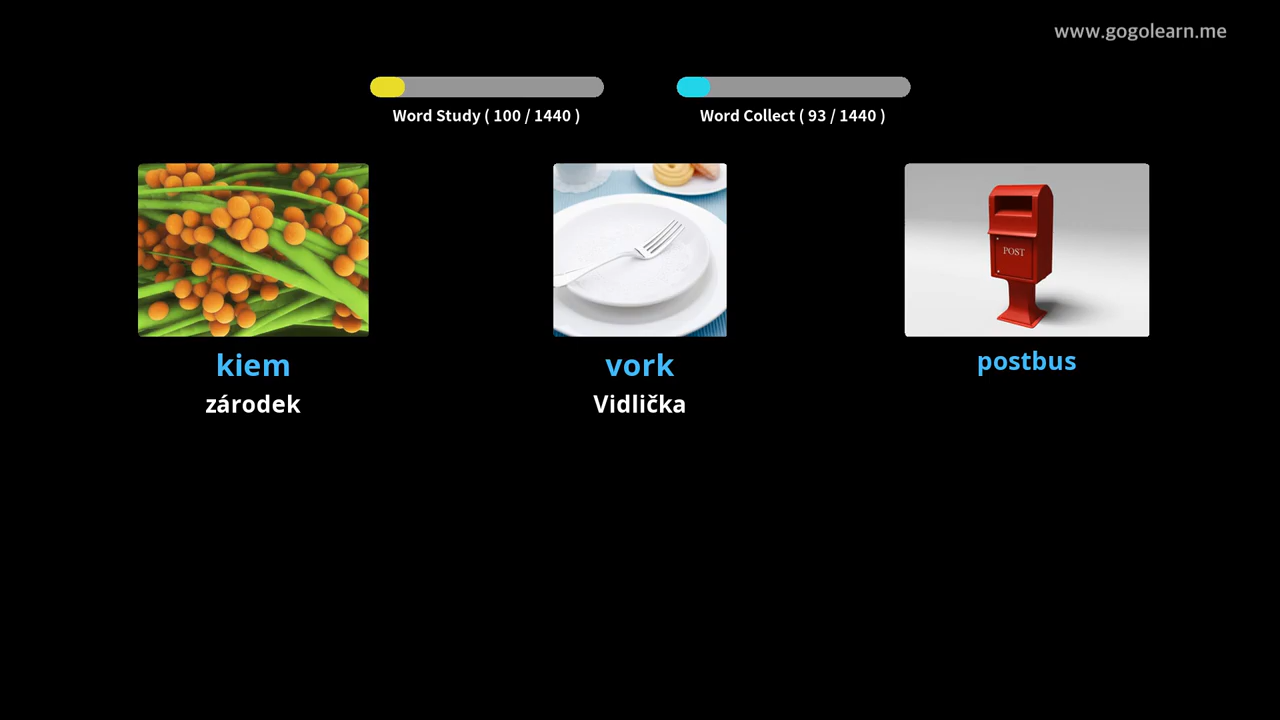 www.gogolearn.me
Word Study ( 100 / 1440 )
Word Collect ( 93 / 1440 )
POST
kiem
vork
postbus
zárodek
Vidlička